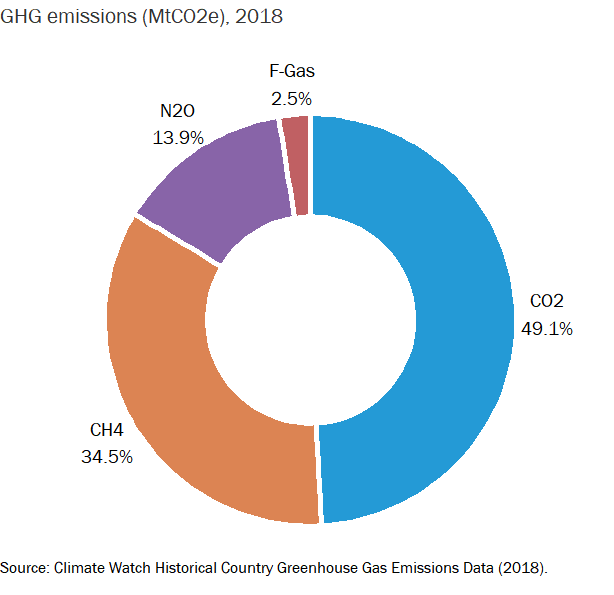 GHG emissions (MtCO2e), 2018
F-Gas
2.5%
N2O
13.9%
CO2
49.1%
CH4
34.5%
Source: Climate Watch Historical Country Greenhouse Gas Emissions Data (2018).